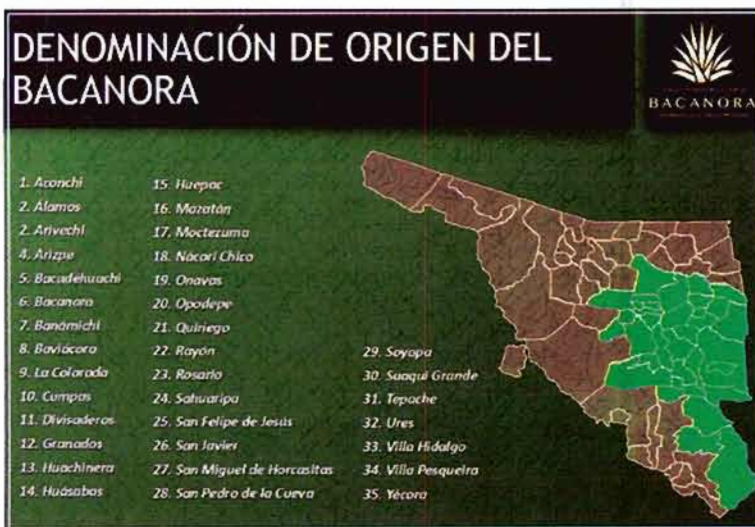 DENOMINACIÓN DE ORIGEN DEL
BACANORA
BACANORA
1. Aconchi
2. Álamos
2. Arivechi
4. Arizpe
5. Bacadéhuachi
6. Bacanora
7. Banámichi
8. Baviácora
9. La Colorada
10. Cumpas
11. Divisaderos
12. Granados
13. Huachinera
14. Huásabas
15. Huepac
16. Mazatán
17. Moctezuma
18. Nácori Chico
19. Onavas
20. Opodepe
21. Quiriego
22. Rayón
23. Rosario
24. Sahuaripa
25. San Felipe de Jesús
26. San Javier
27. San Miguel de Horcasitas
28. San Pedro de la Cueva
29. Soyopa
30. Suaqui Grande
31. Tepache
32. Ures
33. Villa Hidalgo
34. Villa Pesqueira
35. Yécora